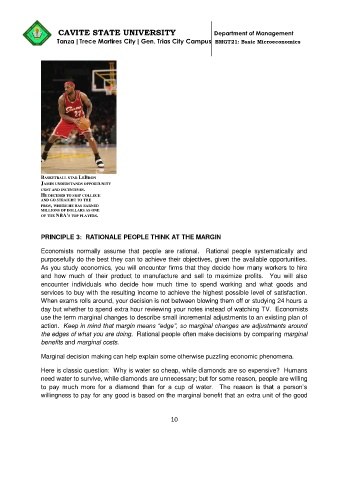 CAVITE STATE UNIVERSITY
Department of Management
Tanza | Trece Martires City | Gen. Trias City Campus
BMGT21: Basic Microeconomics
BASKETBALL STAR LEBRON
JAMES UNDERSTANDS OPPORTUNITY
COST AND INCENTIVES.
HE DECIDED TO SKIP COLLEGE
AND GO STRAIGHT TO THE
PROS, WHERE HE HAS EARNED
MILLIONS OF DOLLARS AS ONE
OF THE NBA'S TOP PLAYERS.
PRINCIPLE 3: RATIONALE PEOPLE THINK AT THE MARGIN
Economists normally assume that people are rational. Rational people systematically and
purposefully do the best they can to achieve their objectives, given the available opportunities.
As you study economics, you will encounter firms that they decide how many workers to hire
and how much of their product to manufacture and sell to maximize profits. You will also
encounter individuals who decide how much time to spend working and what goods and
services to buy with the resulting income to achieve the highest possible level of satisfaction.
When exams rolls around, your decision is not between blowing them off or studying 24 hours a
day but whether to spend extra hour reviewing your notes instead of watching TV. Economists
use the term marginal changes to describe small incremental adjustments to an existing plan of
action. Keep in mind that margin means "edge", so marginal changes are adjustments around
the edges of what you are doing. Rational people often make decisions by comparing marginal
benefits and marginal costs.
Marginal decision making can help explain some otherwise puzzling economic phenomena.
Here is classic question: Why is water so cheap, while diamonds are so expensive? Humans
need water to survive, while diamonds are unnecessary; but for some reason, people are willing
to pay much more for a diamond than for a cup of water. The reason is that a person's
willingness to pay for any good is based on the marginal benefit that an extra unit of the good
10